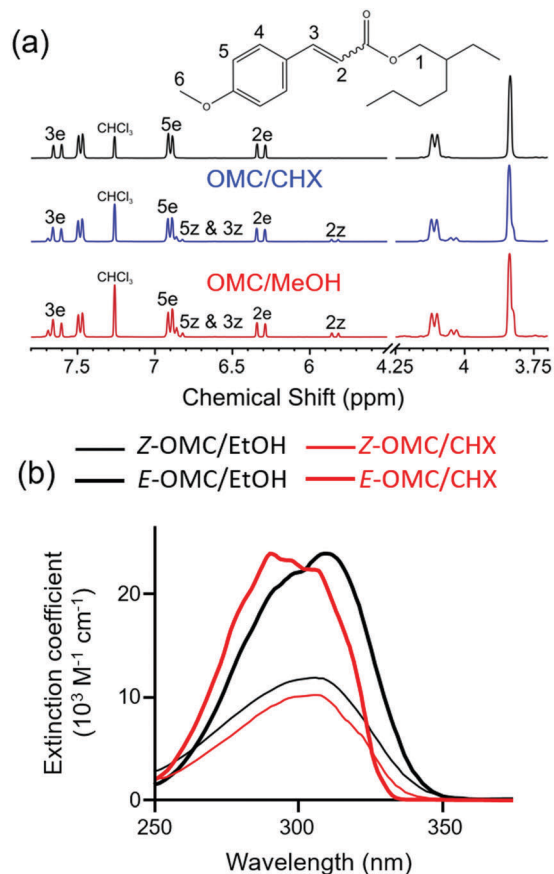 (a)
4
5
3
6
2
O
O
1
O
3e
CHCl₃
5e
2e
OMC/CHX
3e
CHCl₃
5e
5z & 3z
2e
2z
OMC/MeOH
3e
CHCl₃
5e
5z & 3z
2e
2z
7.5 7 6.5 6 4.25 4 3.75
Chemical Shift (ppm)
Z-OMC/EtOH Z-OMC/CHX
E-OMC/EtOH E-OMC/CHX
(b)
Extinction coefficient
(10³ M⁻¹ cm⁻¹)
20
10
0
250 300 350
Wavelength (nm)